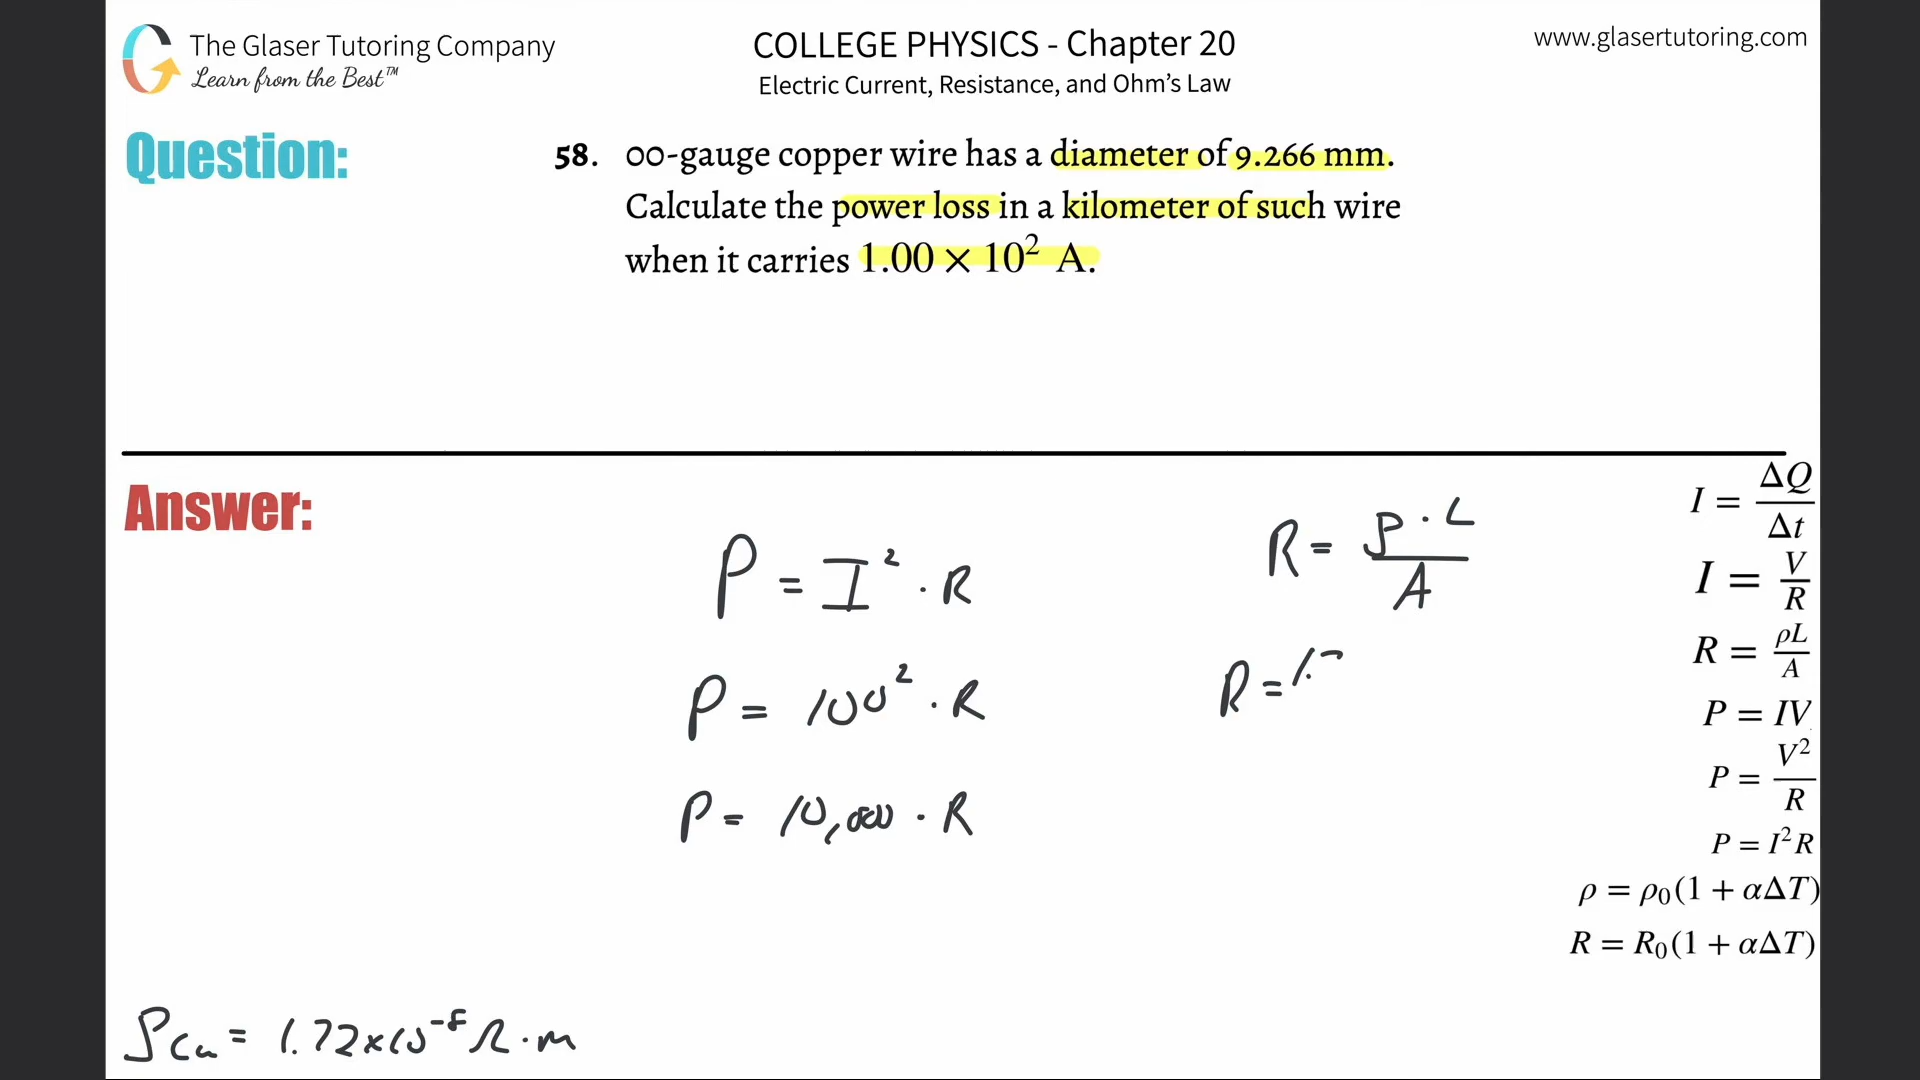 The Glaser Tutoring Company
Learn from the Best™
COLLEGE PHYSICS - Chapter 20
Electric Current, Resistance, and Ohm's Law
www.glasertutoring.com
Question:
58. 00-gauge copper wire has a diameter of 9.266 mm.
Calculate the power loss in a kilometer of such wire
when it carries 1.00 × 10² A.
Answer:
P = I² · R
P = 100² · R
P = 10,000 · R
R = ρ · L / A
R = 1.7
I = ΔQ / Δt
I = V / R
R = ρL / A
P = IV
P = V² / R
P = I²R
ρ = ρ₀(1 + αΔT)
R = R₀(1 + αΔT)
ρCu = 1.72×10⁻⁸ Ω · m